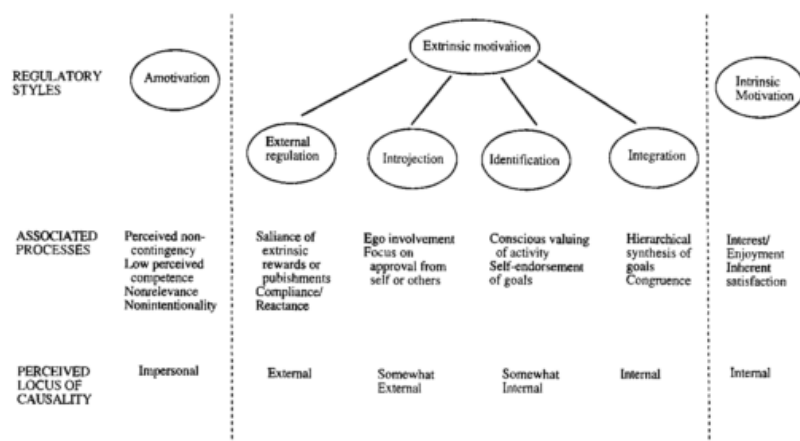 Extrinsic motivation
REGULATORY
STYLES
Amotivation
Intrinsic
Motivation
External
regulation
Introjection
Identification
Integration
ASSOCIATED
PROCESSES
Perceived non-
contingency
Low perceived
competence
Nonrelevance
Nonintentionality
Saliance of
extrinsic
rewards or
pubishments
Compliance/
Reactance
Ego involvement
Focus on
approval from
self or others
Conscious valuing
of activity
Self-endorsement
of goals
Hierarchical
synthesis of
goals
Congruence
Interest/
Enjoyment
Inherent
satisfaction
PERCEIVED
LOCUS OF
CAUSALITY
Impersonal
External
Somewhat
External
Somewhat
Internal
Internal
Internal